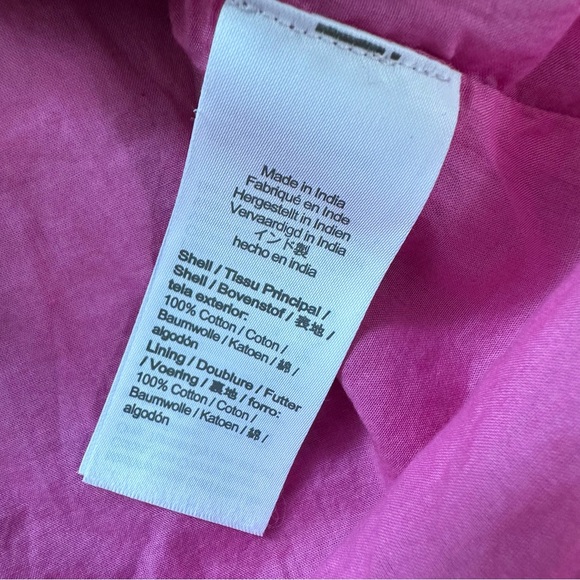 Made in India
Fabriqué en Inde
Hergestellt in Indien
Vervaardigd in India
インド製
hecho en india
Shell / Tissu Principal /
Shell / Bovenstof / 表地 /
tela exterior:
100% Cotton / Coton /
Baumwolle / Katoen / 綿 /
algodón
Lining / Doublure / Futter
/ Voering / 裏地 / forro:
100% Cotton / Coton /
Baumwolle / Katoen / 綿 /
algodón